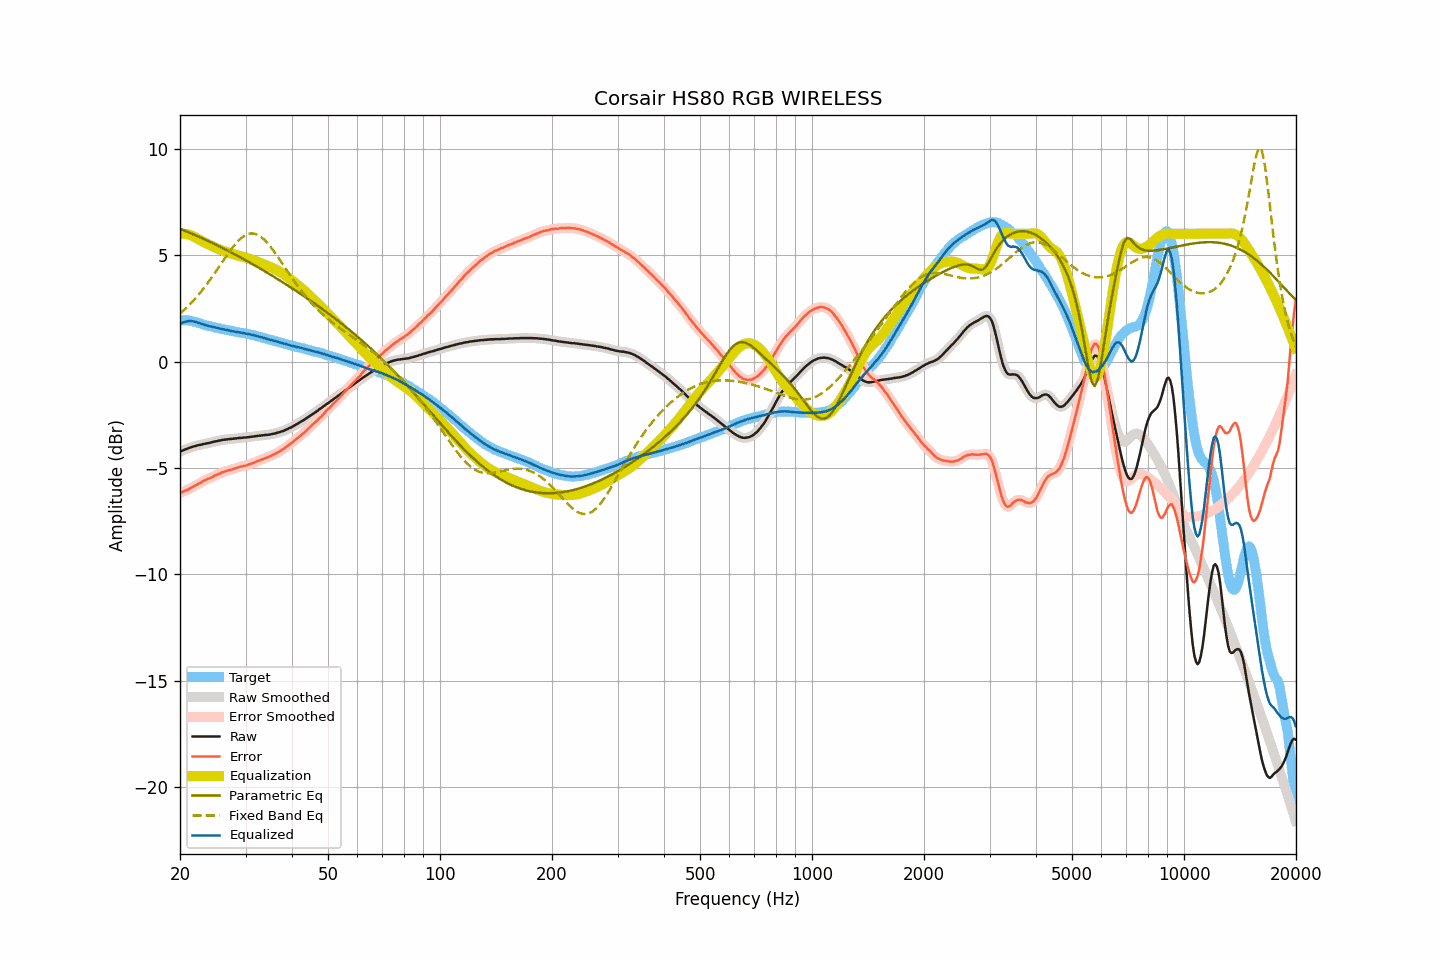 Corsair HS80 RGB WIRELESS
10
5
0
−5
−10
−15
−20
Amplitude (dBr)
Target
Raw Smoothed
Error Smoothed
Raw
Error
Equalization
Parametric Eq
Fixed Band Eq
Equalized
20 50 100 200 500 1000 2000 5000 10000 20000
Frequency (Hz)